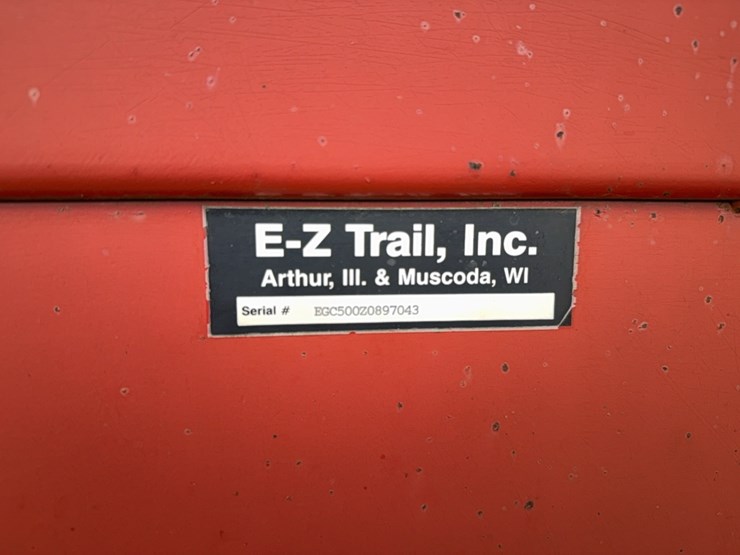 E-Z Trail, Inc.
Arthur, Ill. & Muscoda, WI
Serial # EGC500Z0897043